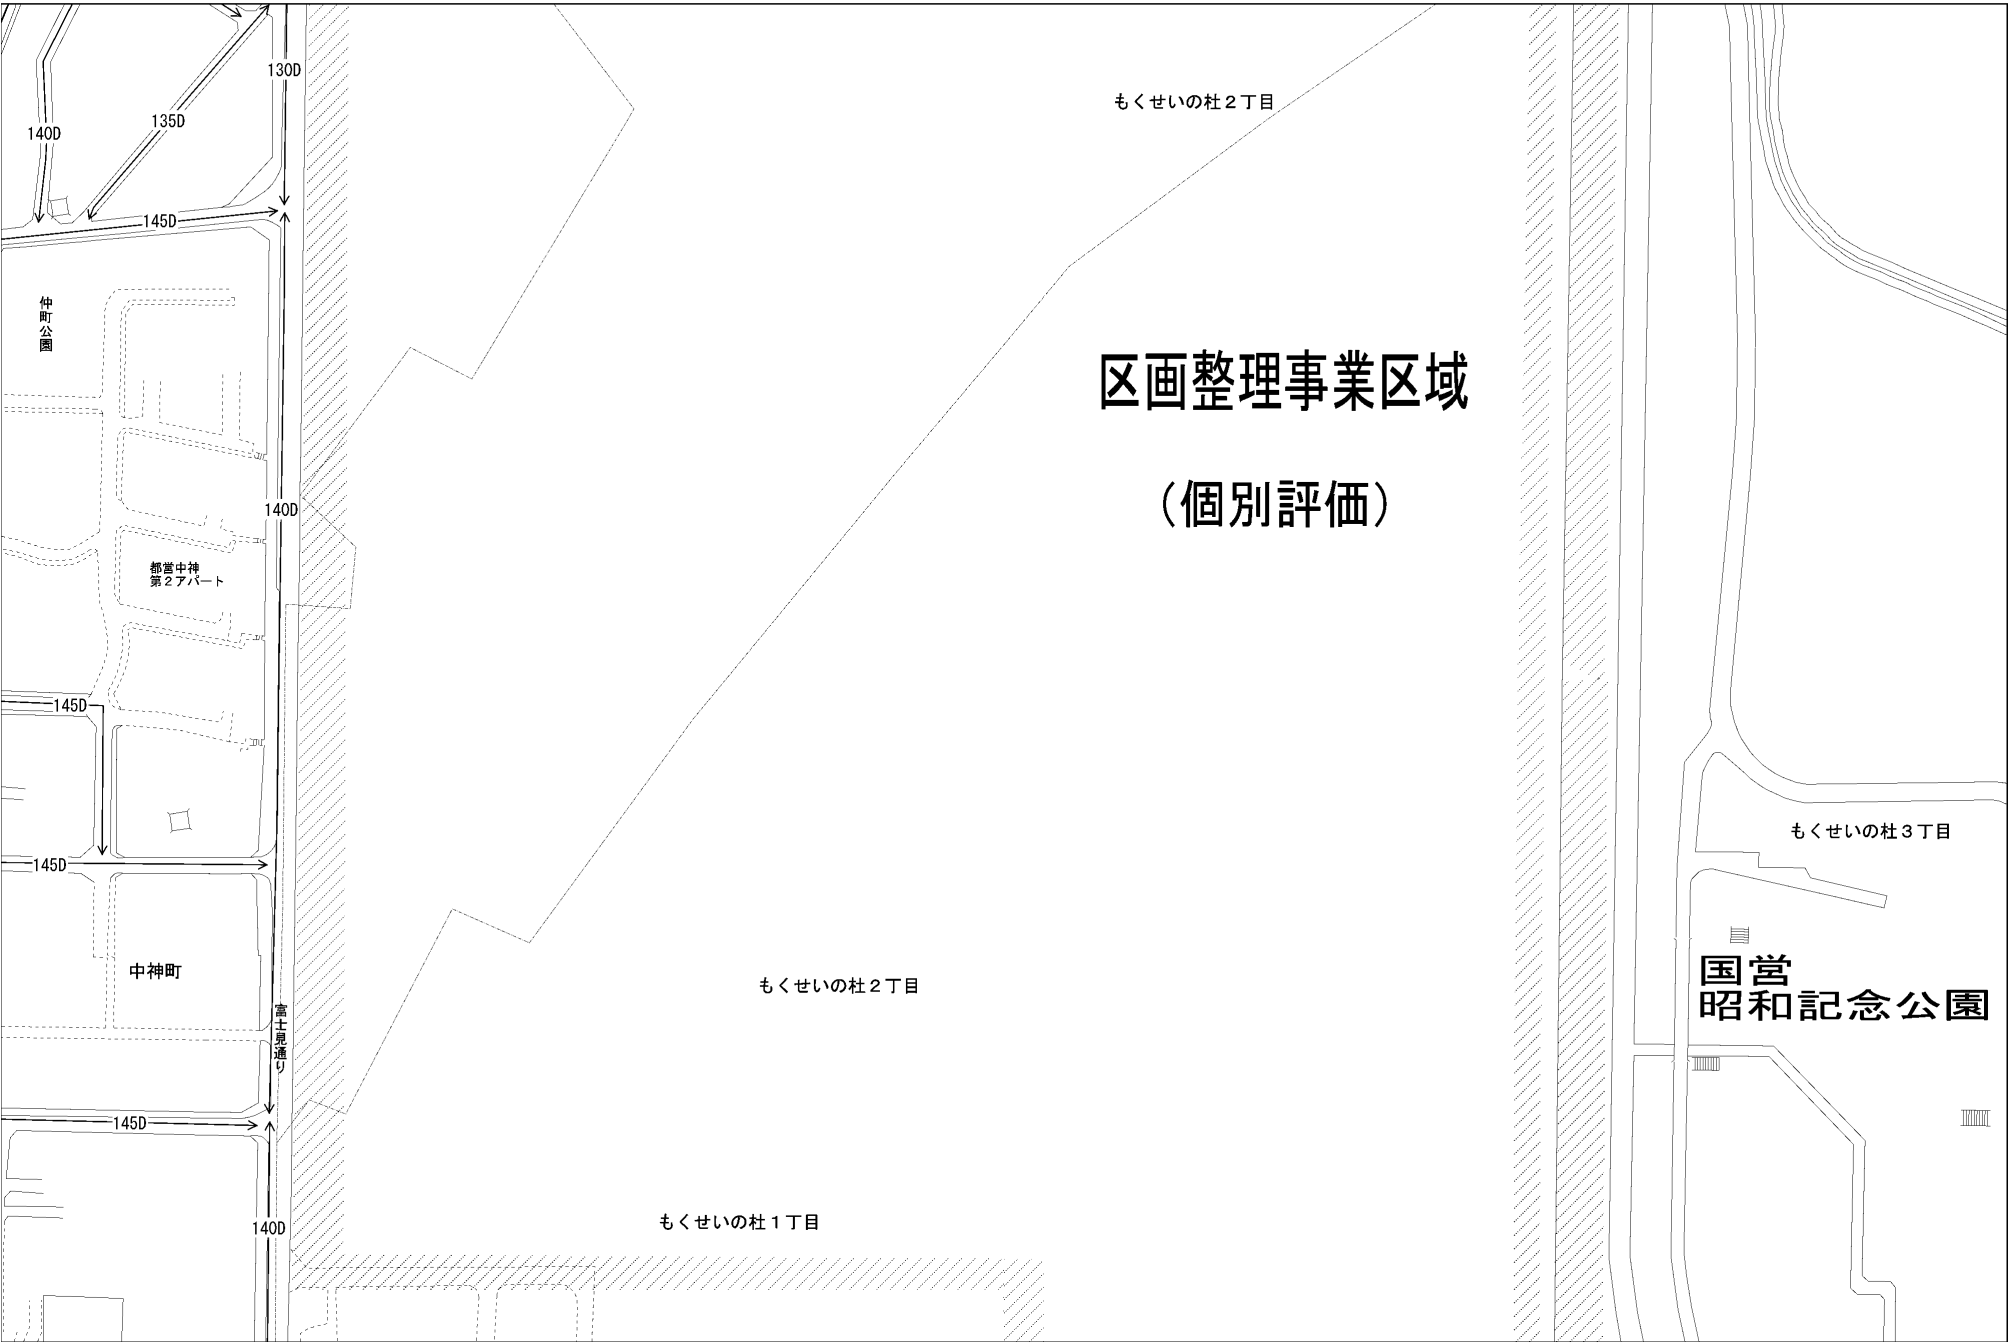 130D
もくせいの杜２丁目
135D
140D
145D
仲町公園
区画整理事業区域
（個別評価）
140D
都営中神
第２アパート
145D
もくせいの杜３丁目
145D
国営
昭和記念公園
中神町
もくせいの杜２丁目
富士見通り
145D
もくせいの杜１丁目
140D